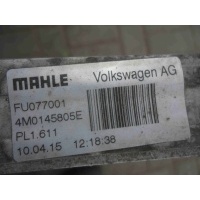 MAHLE Volkswagen AG
FU077001
4M0145805E
PL1.611
10.04.15 12:18:38